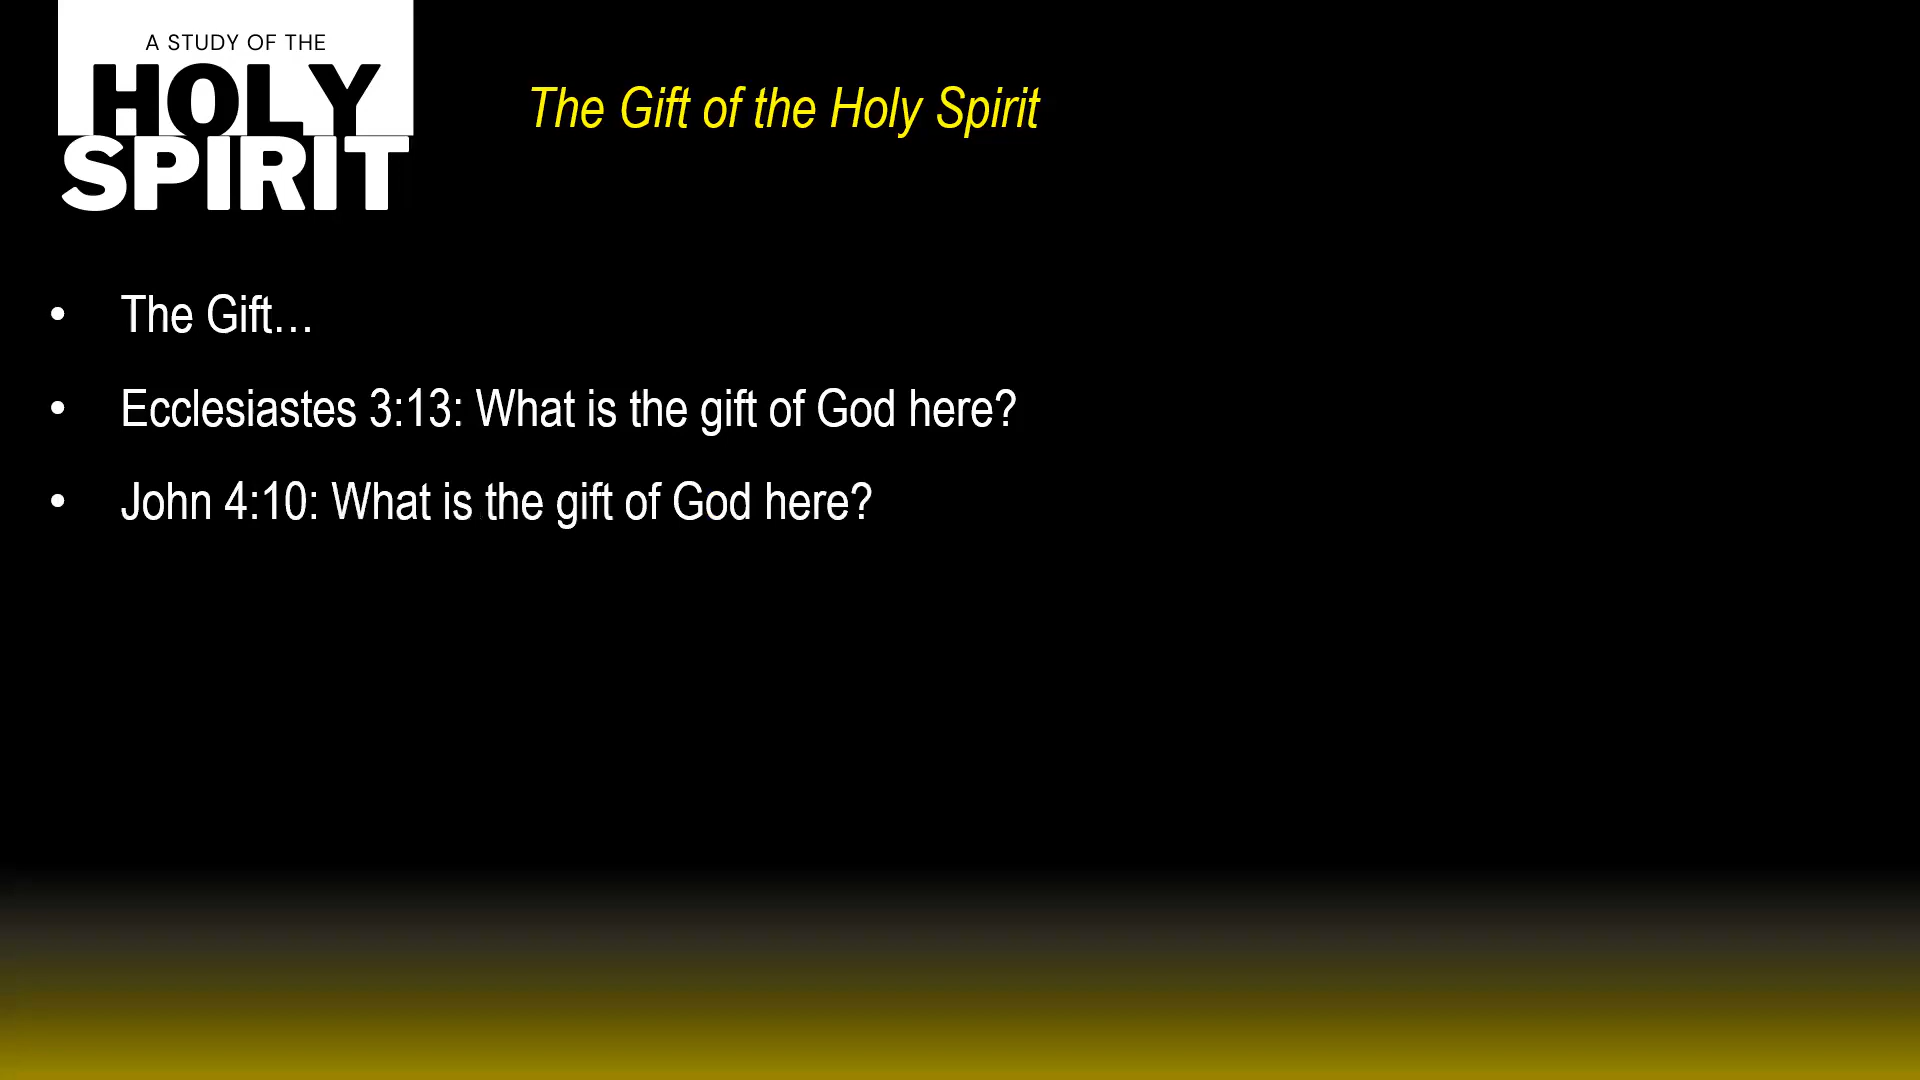 A STUDY OF THE
HOLY
SPIRIT
The Gift of the Holy Spirit
• The Gift…
• Ecclesiastes 3:13: What is the gift of God here?
• John 4:10: What is the gift of God here?